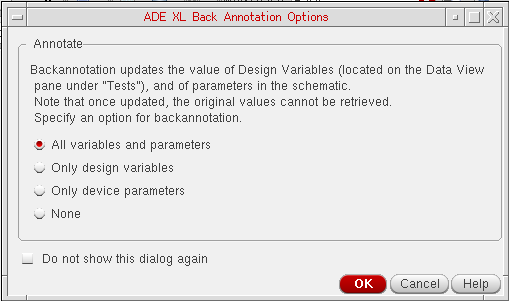 ADE XL Back Annotation Options
Annotate
Backannotation updates the value of Design Variables (located on the Data View
pane under "Tests"), and of parameters in the schematic.
Note that once updated, the original values cannot be retrieved.
Specify an option for backannotation.
All variables and parameters
Only design variables
Only device parameters
None
Do not show this dialog again
OK Cancel Help